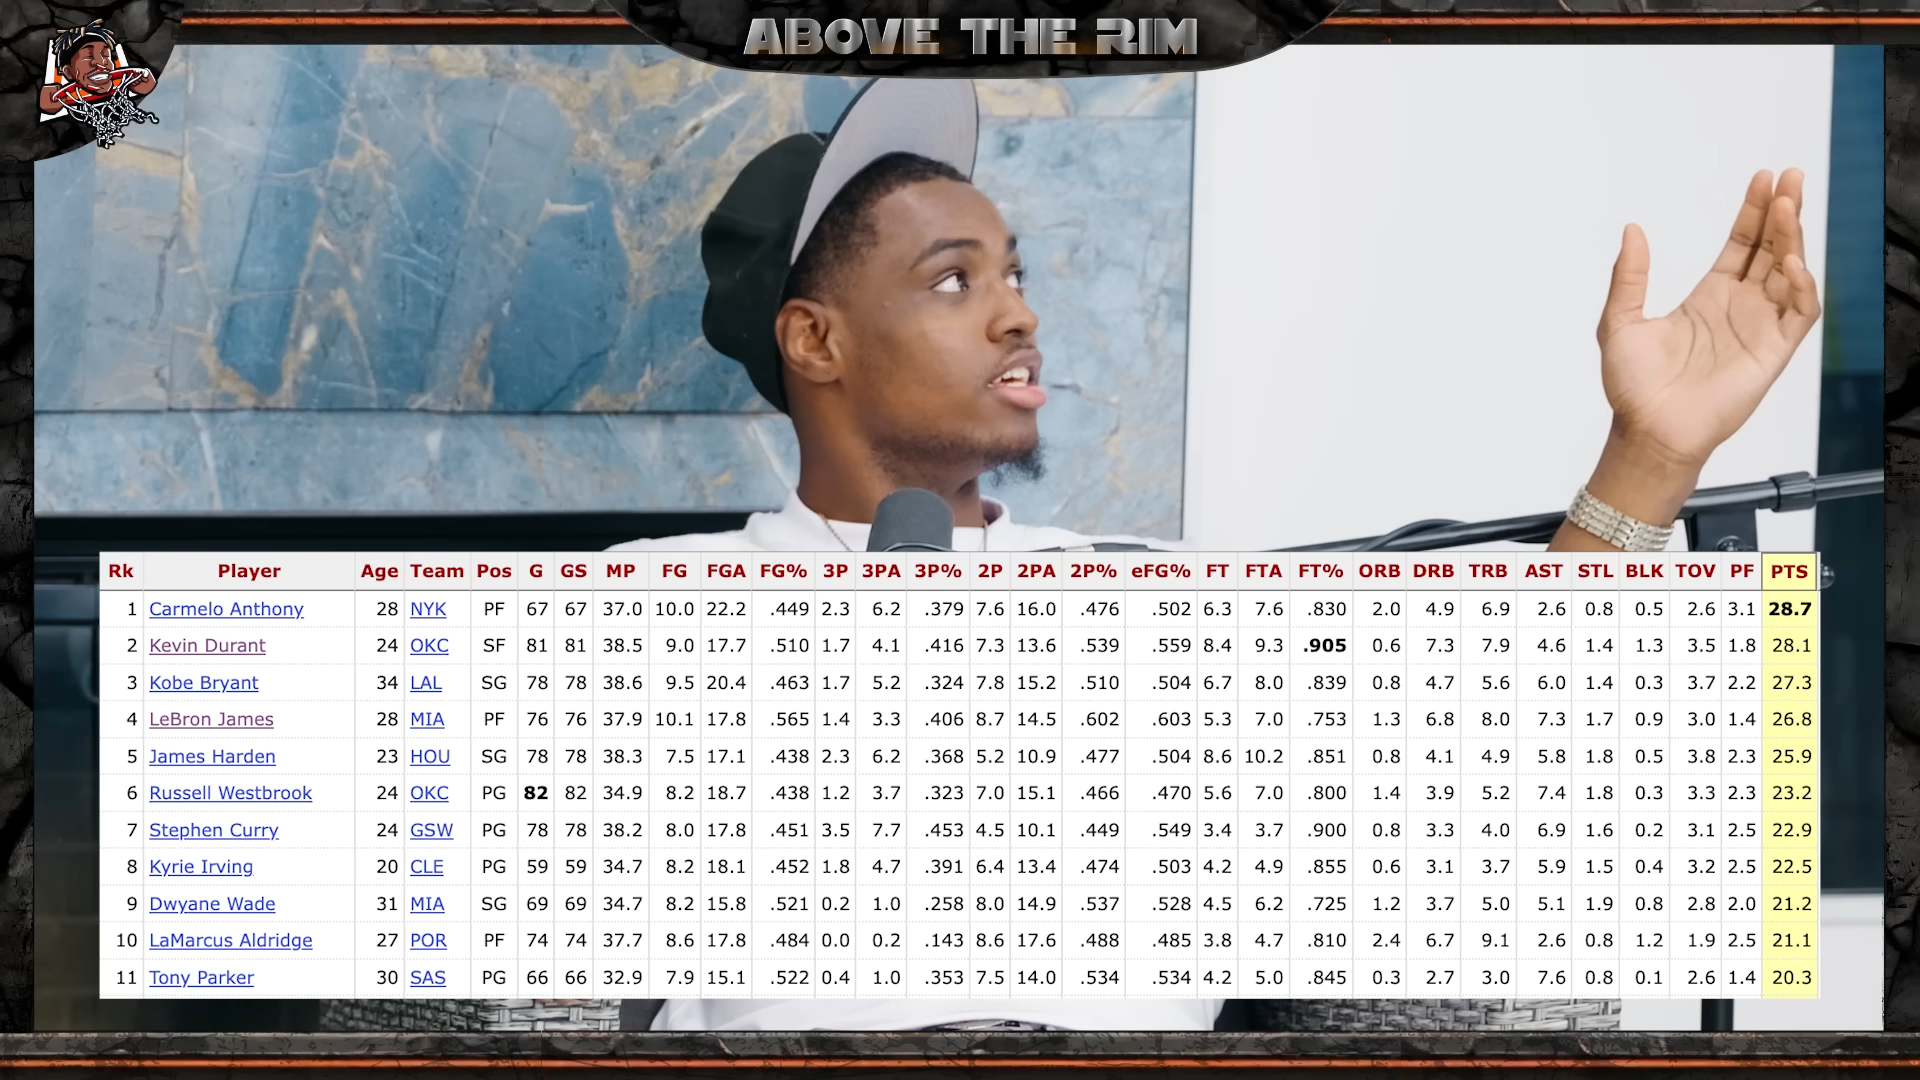 ABOVE THE RIM
Rk Player Age Team Pos G GS MP FG FGA FG% 3P 3PA 3P% 2P 2PA 2P% eFG% FT FTA FT% ORB DRB TRB AST STL BLK TOV PF PTS
1 Carmelo Anthony 28 NYK PF 67 67 37.0 10.0 22.2 .449 2.3 6.2 .379 7.6 16.0 .476 .502 6.3 7.6 .830 2.0 4.9 6.9 2.6 0.8 0.5 2.6 3.1 28.7
2 Kevin Durant 24 OKC SF 81 81 38.5 9.0 17.7 .510 1.7 4.1 .416 7.3 13.6 .539 .559 8.4 9.3 .905 0.6 7.3 7.9 4.6 1.4 1.3 3.5 1.8 28.1
3 Kobe Bryant 34 LAL SG 78 78 38.6 9.5 20.4 .463 1.7 5.2 .324 7.8 15.2 .510 .504 6.7 8.0 .839 0.8 4.7 5.6 6.0 1.4 0.3 3.7 2.2 27.3
4 LeBron James 28 MIA PF 76 76 37.9 10.1 17.8 .565 1.4 3.3 .406 8.7 14.5 .602 .603 5.3 7.0 .753 1.3 6.8 8.0 7.3 1.7 0.9 3.0 1.4 26.8
5 James Harden 23 HOU SG 78 78 38.3 7.5 17.1 .438 2.3 6.2 .368 5.2 10.9 .477 .504 8.6 10.2 .851 0.8 4.1 4.9 5.8 1.8 0.5 3.8 2.3 25.9
6 Russell Westbrook 24 OKC PG 82 82 34.9 8.2 18.7 .438 1.2 3.7 .323 7.0 15.1 .466 .470 5.6 7.0 .800 1.4 3.9 5.2 7.4 1.8 0.3 3.3 2.3 23.2
7 Stephen Curry 24 GSW PG 78 78 38.2 8.0 17.8 .451 3.5 7.7 .453 4.5 10.1 .449 .549 3.4 3.7 .900 0.8 3.3 4.0 6.9 1.6 0.2 3.1 2.5 22.9
8 Kyrie Irving 20 CLE PG 59 59 34.7 8.2 18.1 .452 1.8 4.7 .391 6.4 13.4 .474 .503 4.2 4.9 .855 0.6 3.1 3.7 5.9 1.5 0.4 3.2 2.5 22.5
9 Dwyane Wade 31 MIA SG 69 69 34.7 8.2 15.8 .521 0.2 1.0 .258 8.0 14.9 .537 .528 4.5 6.2 .725 1.2 3.7 5.0 5.1 1.9 0.8 2.8 2.0 21.2
10 LaMarcus Aldridge 27 POR PF 74 74 37.7 8.6 17.8 .484 0.0 0.2 .143 8.6 17.6 .488 .485 3.8 4.7 .810 2.4 6.7 9.1 2.6 0.8 1.2 1.9 2.5 21.1
11 Tony Parker 30 SAS PG 66 66 32.9 7.9 15.1 .522 0.4 1.0 .353 7.5 14.0 .534 .534 4.2 5.0 .845 0.3 2.7 3.0 7.6 0.8 0.1 2.6 1.4 20.3